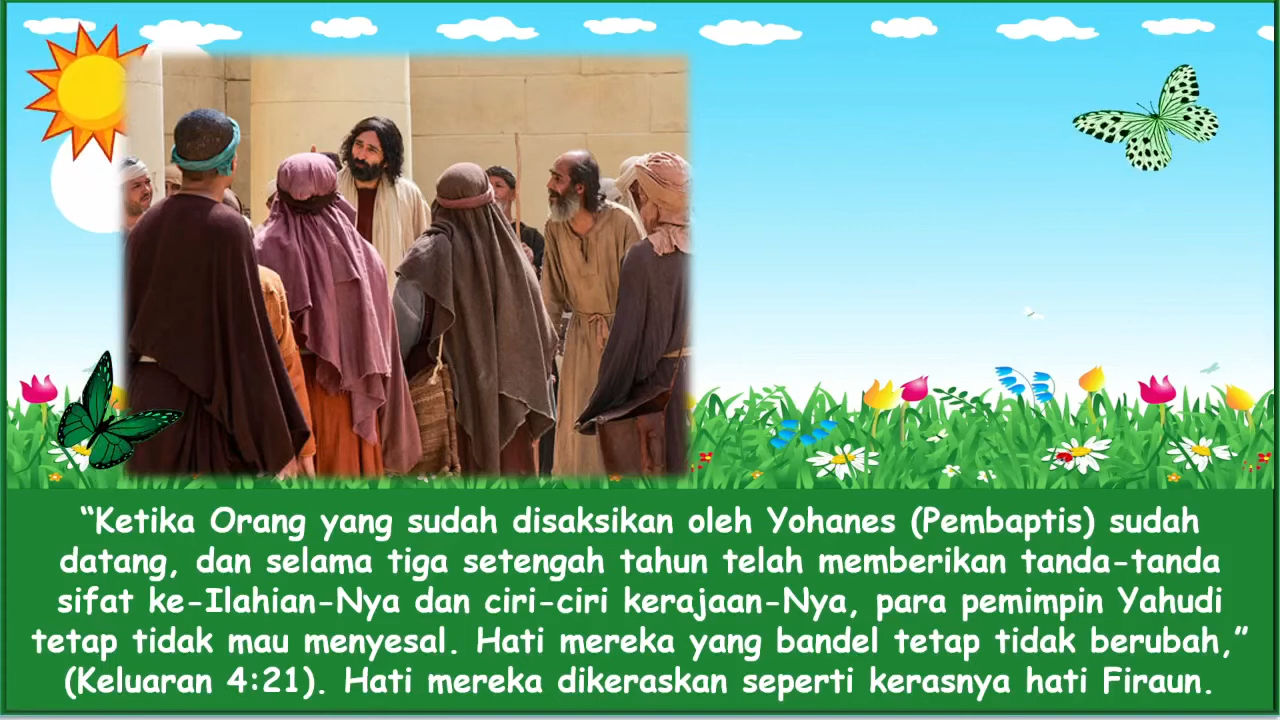 “Ketika Orang yang sudah disaksikan oleh Yohanes (Pembaptis) sudah
datang, dan selama tiga setengah tahun telah memberikan tanda-tanda
sifat ke-Ilahian-Nya dan ciri-ciri kerajaan-Nya, para pemimpin Yahudi
tetap tidak mau menyesal. Hati mereka yang bandel tetap tidak berubah,”
(Keluaran 4:21). Hati mereka dikeraskan seperti kerasnya hati Firaun.